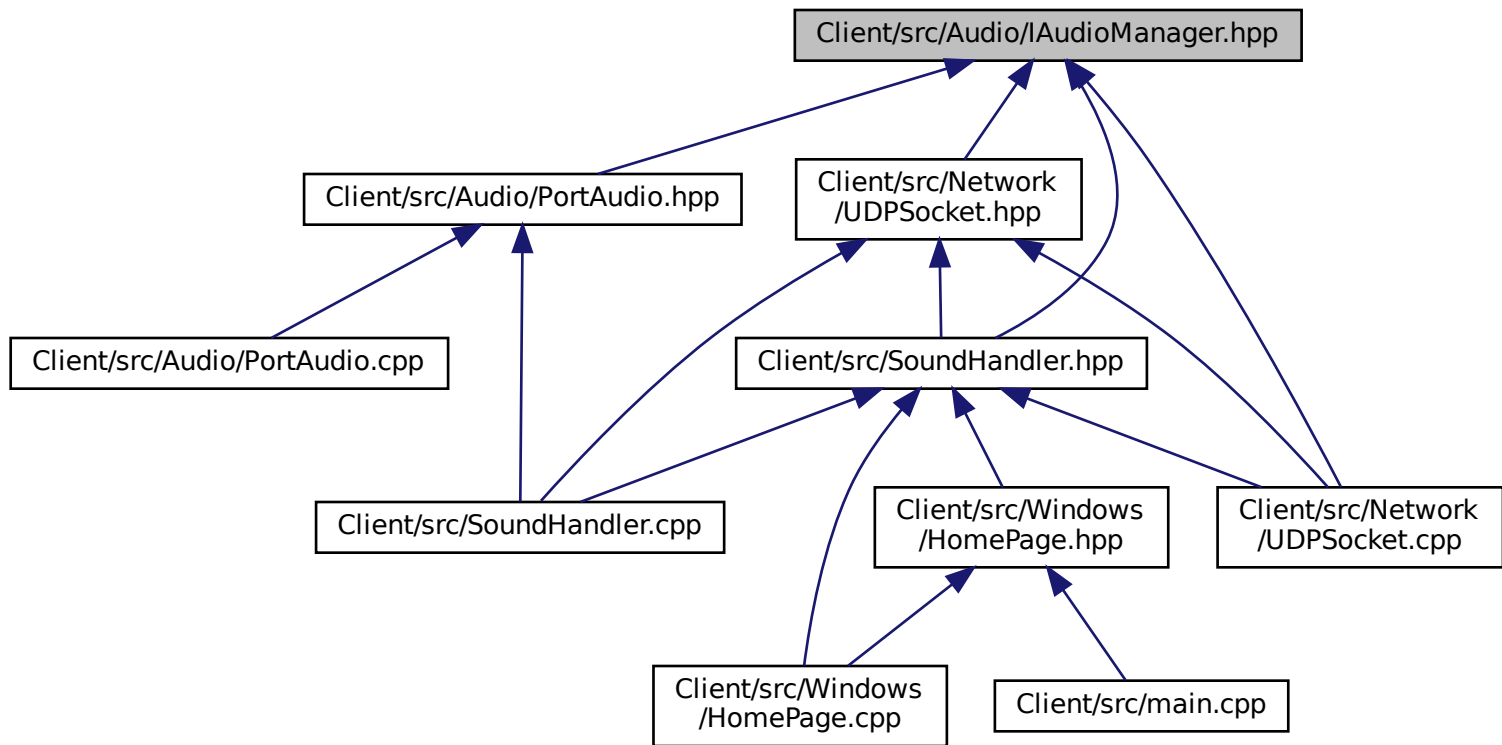 Client/src/Audio/IAudioManager.hpp
Client/src/Audio/PortAudio.hpp
Client/src/Network
/UDPSocket.hpp
Client/src/Audio/PortAudio.cpp
Client/src/SoundHandler.hpp
Client/src/SoundHandler.cpp
Client/src/Windows
/HomePage.hpp
Client/src/Network
/UDPSocket.cpp
Client/src/Windows
/HomePage.cpp
Client/src/main.cpp